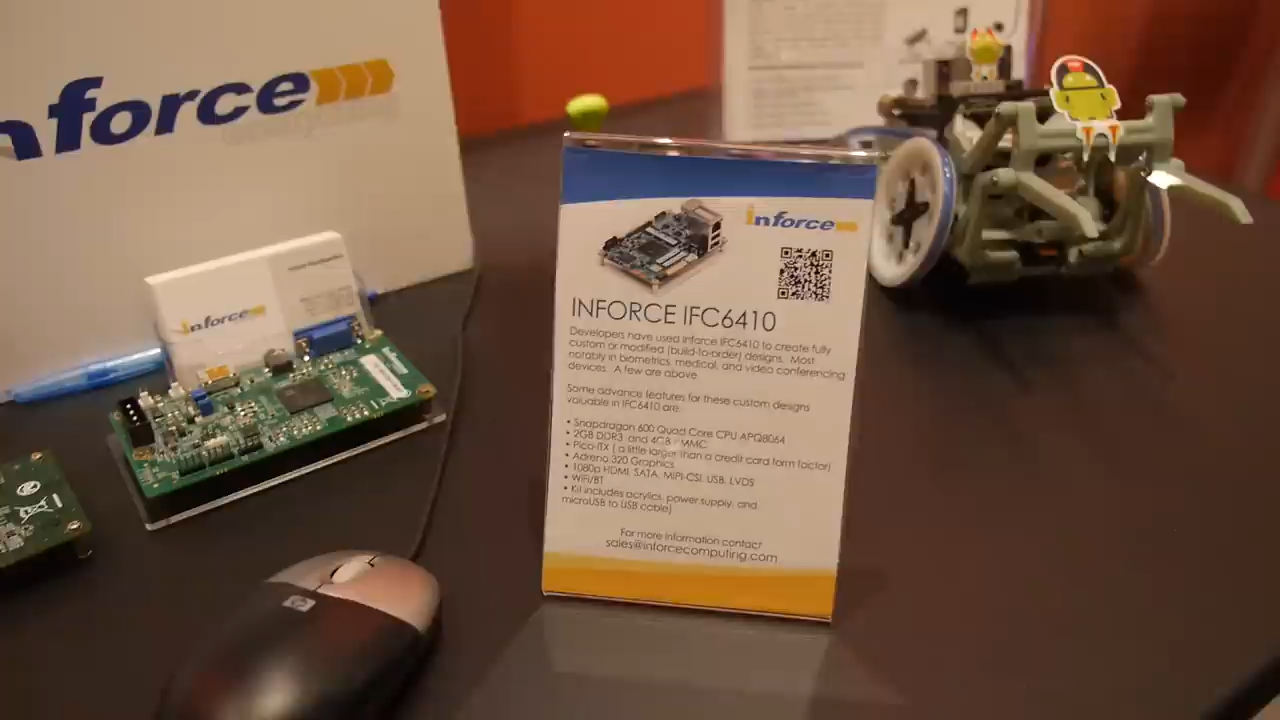 inforce
inforce
inforce
INFORCE IFC6410
Developers have used Inforce IFC6410 to create fully
custom or modified (build-to-order) designs. Most
notably in biometrics, medical, and video conferencing
devices. A few are above
Some advance features for these custom designs
valuable in IFC6410 are:
• Snapdragon 600 Quad Core CPU APQ8064
• 2GB DDR3 and 4GB MMC
• Pico-ITX ( a little larger than a credit card form factor)
• Adreno 320 Graphics
• 1080p HDMI, SATA, MIPI-CSI, USB, LVDS
• WiFi/BT
• Kit includes acrylics, power supply, and
microUSB to USB cable)
For more information contact
sales@inforcecomputing.com
hp